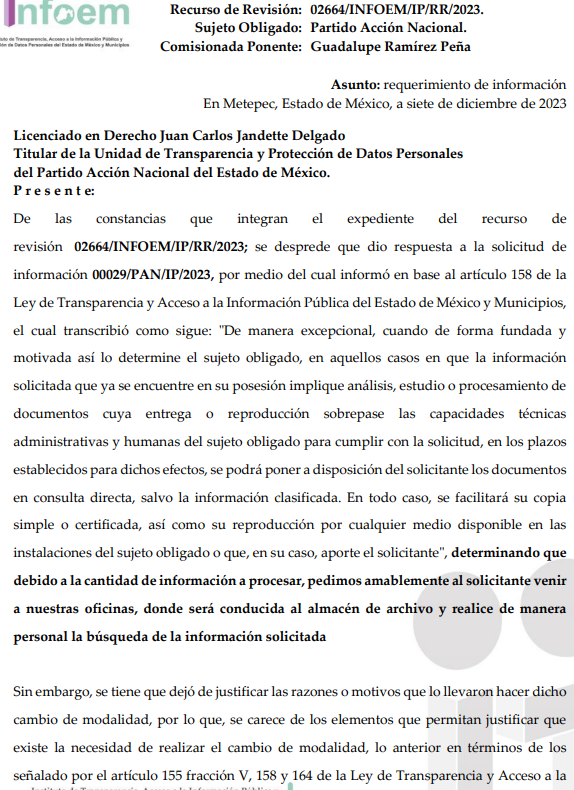 Infoem
Instituto de Transparencia, Acceso a la Información Pública y
Protección de Datos Personales del Estado de México y Municipios
Recurso de Revisión: 02664/INFOEM/IP/RR/2023.
Sujeto Obligado: Partido Acción Nacional.
Comisionada Ponente: Guadalupe Ramírez Peña
Asunto: requerimiento de información
En Metepec, Estado de México, a siete de diciembre de 2023
Licenciado en Derecho Juan Carlos Jandette Delgado
Titular de la Unidad de Transparencia y Protección de Datos Personales
del Partido Acción Nacional del Estado de México.
P r e s e n t e:
De las constancias que integran el expediente del recurso de
revisión 02664/INFOEM/IP/RR/2023; se desprede que dio respuesta a la solicitud de
información 00029/PAN/IP/2023, por medio del cual informó en base al artículo 158 de la
Ley de Transparencia y Acceso a la Información Pública del Estado de México y Municipios,
el cual transcribió como sigue: "De manera excepcional, cuando de forma fundada y
motivada así lo determine el sujeto obligado, en aquellos casos en que la información
solicitada que ya se encuentre en su posesión implique análisis, estudio o procesamiento de
documentos cuya entrega o reproducción sobrepase las capacidades técnicas
administrativas y humanas del sujeto obligado para cumplir con la solicitud, en los plazos
establecidos para dichos efectos, se podrá poner a disposición del solicitante los documentos
en consulta directa, salvo la información clasificada. En todo caso, se facilitará su copia
simple o certificada, así como su reproducción por cualquier medio disponible en las
instalaciones del sujeto obligado o que, en su caso, aporte el solicitante", determinando que
debido a la cantidad de información a procesar, pedimos amablemente al solicitante venir
a nuestras oficinas, donde será conducida al almacén de archivo y realice de manera
personal la búsqueda de la información solicitada
Sin embargo, se tiene que dejó de justificar las razones o motivos que lo llevaron hacer dicho
cambio de modalidad, por lo que, se carece de los elementos que permitan justificar que
existe la necesidad de realizar el cambio de modalidad, lo anterior en términos de los
señalado por el artículo 155 fracción V, 158 y 164 de la Ley de Transparencia y Acceso a la